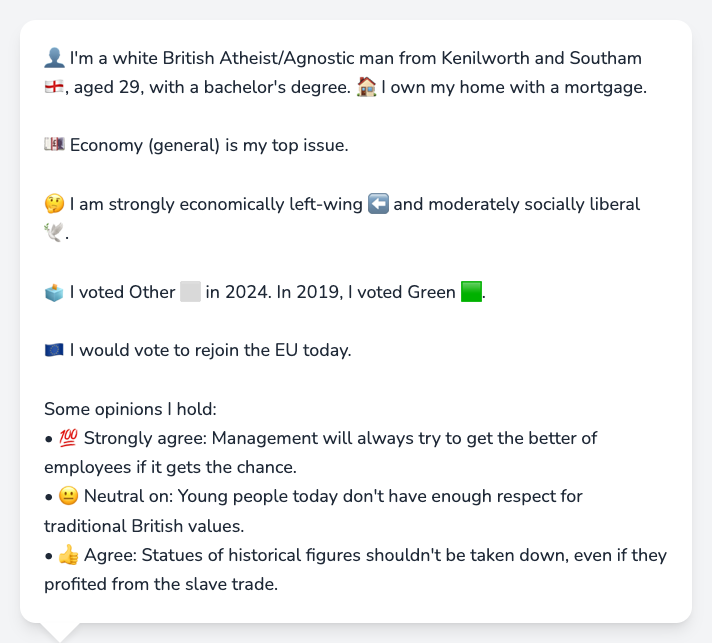 👤 I'm a white British Atheist/Agnostic man from Kenilworth and Southam
🏴󠁧󠁢󠁥󠁮󠁧󠁿, aged 29, with a bachelor's degree. 🏠 I own my home with a mortgage.
💷 Economy (general) is my top issue.
🤔 I am strongly economically left-wing ⬅️ and moderately socially liberal
🕊️.
🗳️ I voted Other ⬜ in 2024. In 2019, I voted Green 🟩.
🇪🇺 I would vote to rejoin the EU today.
Some opinions I hold:
• 💯 Strongly agree: Management will always try to get the better of
employees if it gets the chance.
• 😐 Neutral on: Young people today don't have enough respect for
traditional British values.
• 👍 Agree: Statues of historical figures shouldn't be taken down, even if they
profited from the slave trade.